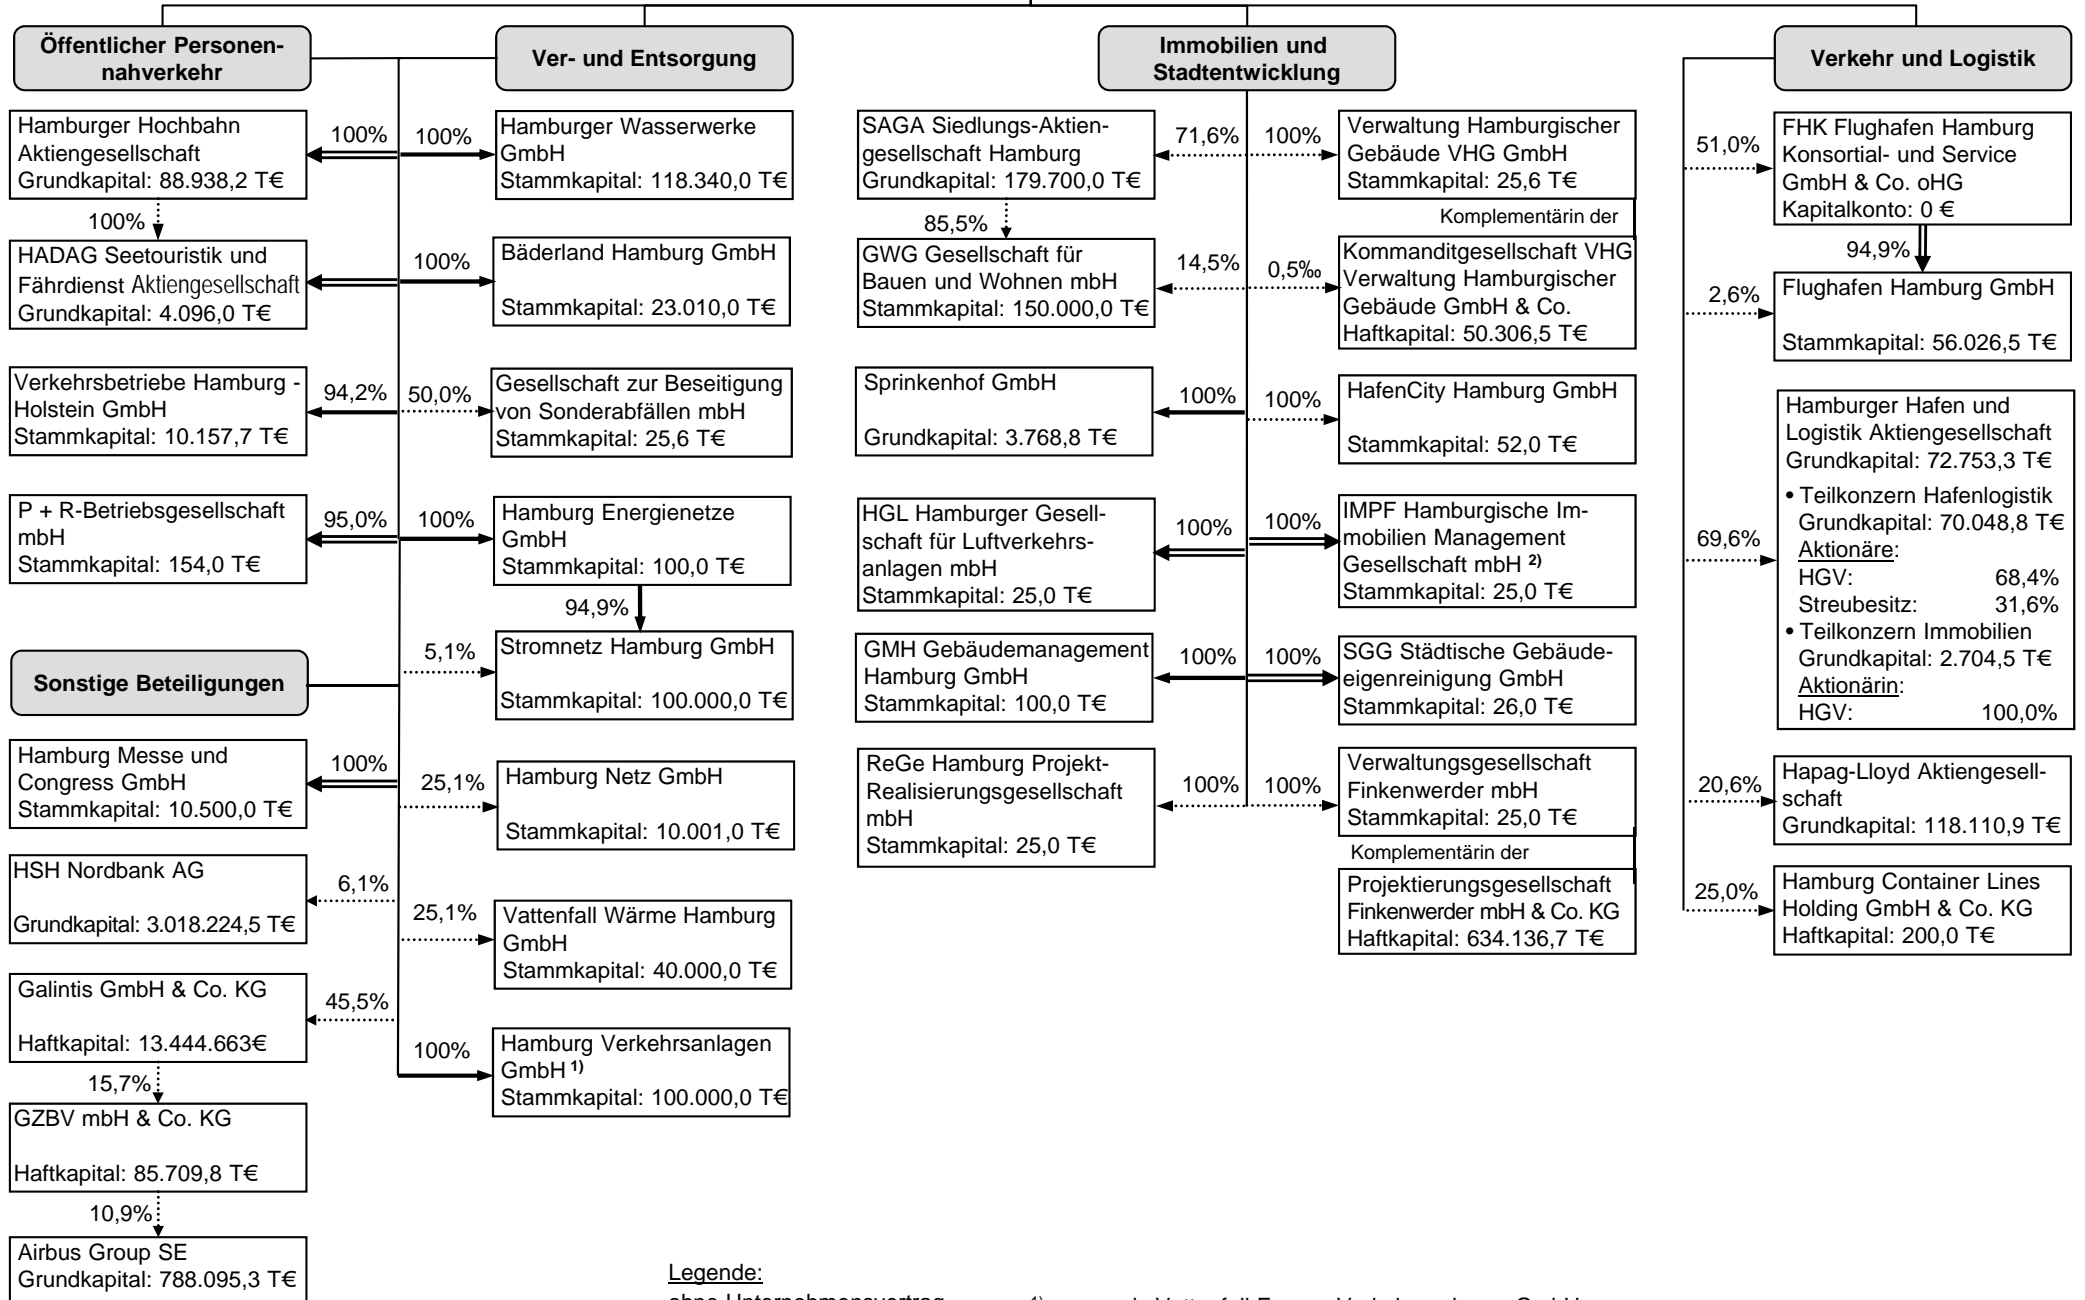 Öffentlicher Personen-
nahverkehr
Hamburger Hochbahn
Aktiengesellschaft
Grundkapital: 88.938,2 T€
100%
100%
HADAG Seetouristik und
Fährdienst Aktiengesellschaft
Grundkapital: 4.096,0 T€
Verkehrsbetriebe Hamburg -
Holstein GmbH
Stammkapital: 10.157,7 T€
94,2%
P + R-Betriebsgesellschaft
mbH
Stammkapital: 154,0 T€
95,0%
Sonstige Beteiligungen
Hamburg Messe und
Congress GmbH
Stammkapital: 10.500,0 T€
100%
HSH Nordbank AG
Grundkapital: 3.018.224,5 T€
6,1%
Galintis GmbH & Co. KG
Haftkapital: 13.444.663€
45,5%
15,7%
GZBV mbH & Co. KG
Haftkapital: 85.709,8 T€
10,9%
Airbus Group SE
Grundkapital: 788.095,3 T€
Ver- und Entsorgung
100%
Hamburger Wasserwerke
GmbH
Stammkapital: 118.340,0 T€
100%
Bäderland Hamburg GmbH
Stammkapital: 23.010,0 T€
50,0%
Gesellschaft zur Beseitigung
von Sonderabfällen mbH
Stammkapital: 25,6 T€
100%
Hamburg Energienetze
GmbH
Stammkapital: 100,0 T€
94,9%
5,1%
Stromnetz Hamburg GmbH
Stammkapital: 100.000,0 T€
25,1%
Hamburg Netz GmbH
Stammkapital: 10.001,0 T€
25,1%
Vattenfall Wärme Hamburg
GmbH
Stammkapital: 40.000,0 T€
100%
Hamburg Verkehrsanlagen
GmbH 1)
Stammkapital: 100.000,0 T€
Immobilien und
Stadtentwicklung
SAGA Siedlungs-Aktien-
gesellschaft Hamburg
Grundkapital: 179.700,0 T€
71,6%
85,5%
GWG Gesellschaft für
Bauen und Wohnen mbH
Stammkapital: 150.000,0 T€
14,5%
Sprinkenhof GmbH
Grundkapital: 3.768,8 T€
100%
HGL Hamburger Gesell-
schaft für Luftverkehrs-
anlagen mbH
Stammkapital: 25,0 T€
100%
GMH Gebäudemanagement
Hamburg GmbH
Stammkapital: 100,0 T€
100%
ReGe Hamburg Projekt-
Realisierungsgesellschaft
mbH
Stammkapital: 25,0 T€
100%
100%
Verwaltung Hamburgischer
Gebäude VHG GmbH
Stammkapital: 25,6 T€
Komplementärin der
0,5‰
Kommanditgesellschaft VHG
Verwaltung Hamburgischer
Gebäude GmbH & Co.
Haftkapital: 50.306,5 T€
100%
HafenCity Hamburg GmbH
Stammkapital: 52,0 T€
100%
IMPF Hamburgische Im-
mobilien Management
Gesellschaft mbH 2)
Stammkapital: 25,0 T€
100%
SGG Städtische Gebäude-
eigenreinigung GmbH
Stammkapital: 26,0 T€
100%
Verwaltungsgesellschaft
Finkenwerder mbH
Stammkapital: 25,0 T€
Komplementärin der
Projektierungsgesellschaft
Finkenwerder mbH & Co. KG
Haftkapital: 634.136,7 T€
Verkehr und Logistik
51,0%
FHK Flughafen Hamburg
Konsortial- und Service
GmbH & Co. oHG
Kapitalkonto: 0 €
94,9%
2,6%
Flughafen Hamburg GmbH
Stammkapital: 56.026,5 T€
69,6%
Hamburger Hafen und
Logistik Aktiengesellschaft
Grundkapital: 72.753,3 T€
• Teilkonzern Hafenlogistik
Grundkapital: 70.048,8 T€
Aktionäre:
HGV: 68,4%
Streubesitz: 31,6%
• Teilkonzern Immobilien
Grundkapital: 2.704,5 T€
Aktionärin:
HGV: 100,0%
20,6%
Hapag-Lloyd Aktiengesell-
schaft
Grundkapital: 118.110,9 T€
25,0%
Hamburg Container Lines
Holding GmbH & Co. KG
Haftkapital: 200,0 T€
Legende: